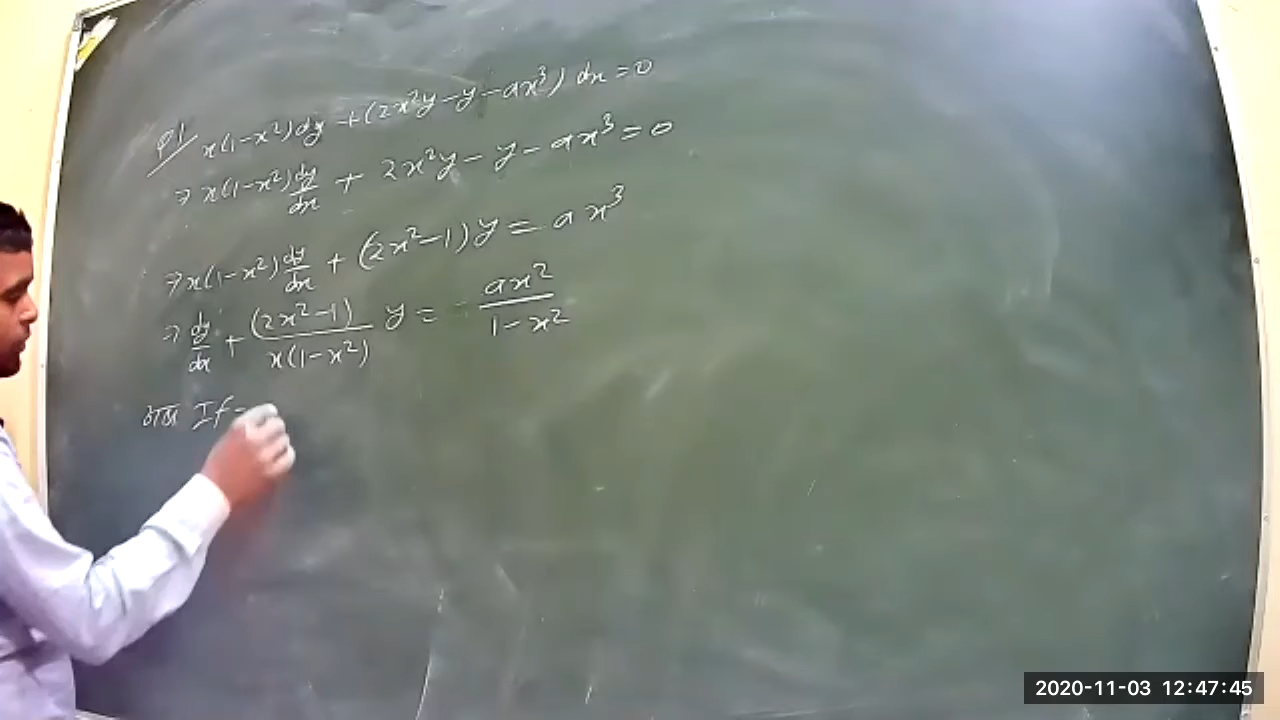 Q1 x(1-x²)dy + (2x²y-y-ax³) dx = 0
⇒ x(1-x²) dy/dx + 2x²y - y - ax³ = 0
⇒ x(1-x²) dy/dx + (2x²-1) y = ax³
⇒ dy/dx + (2x²-1)/x(1-x²) y = ax²/1-x²
अब If =
2020-11-03 12:47:45